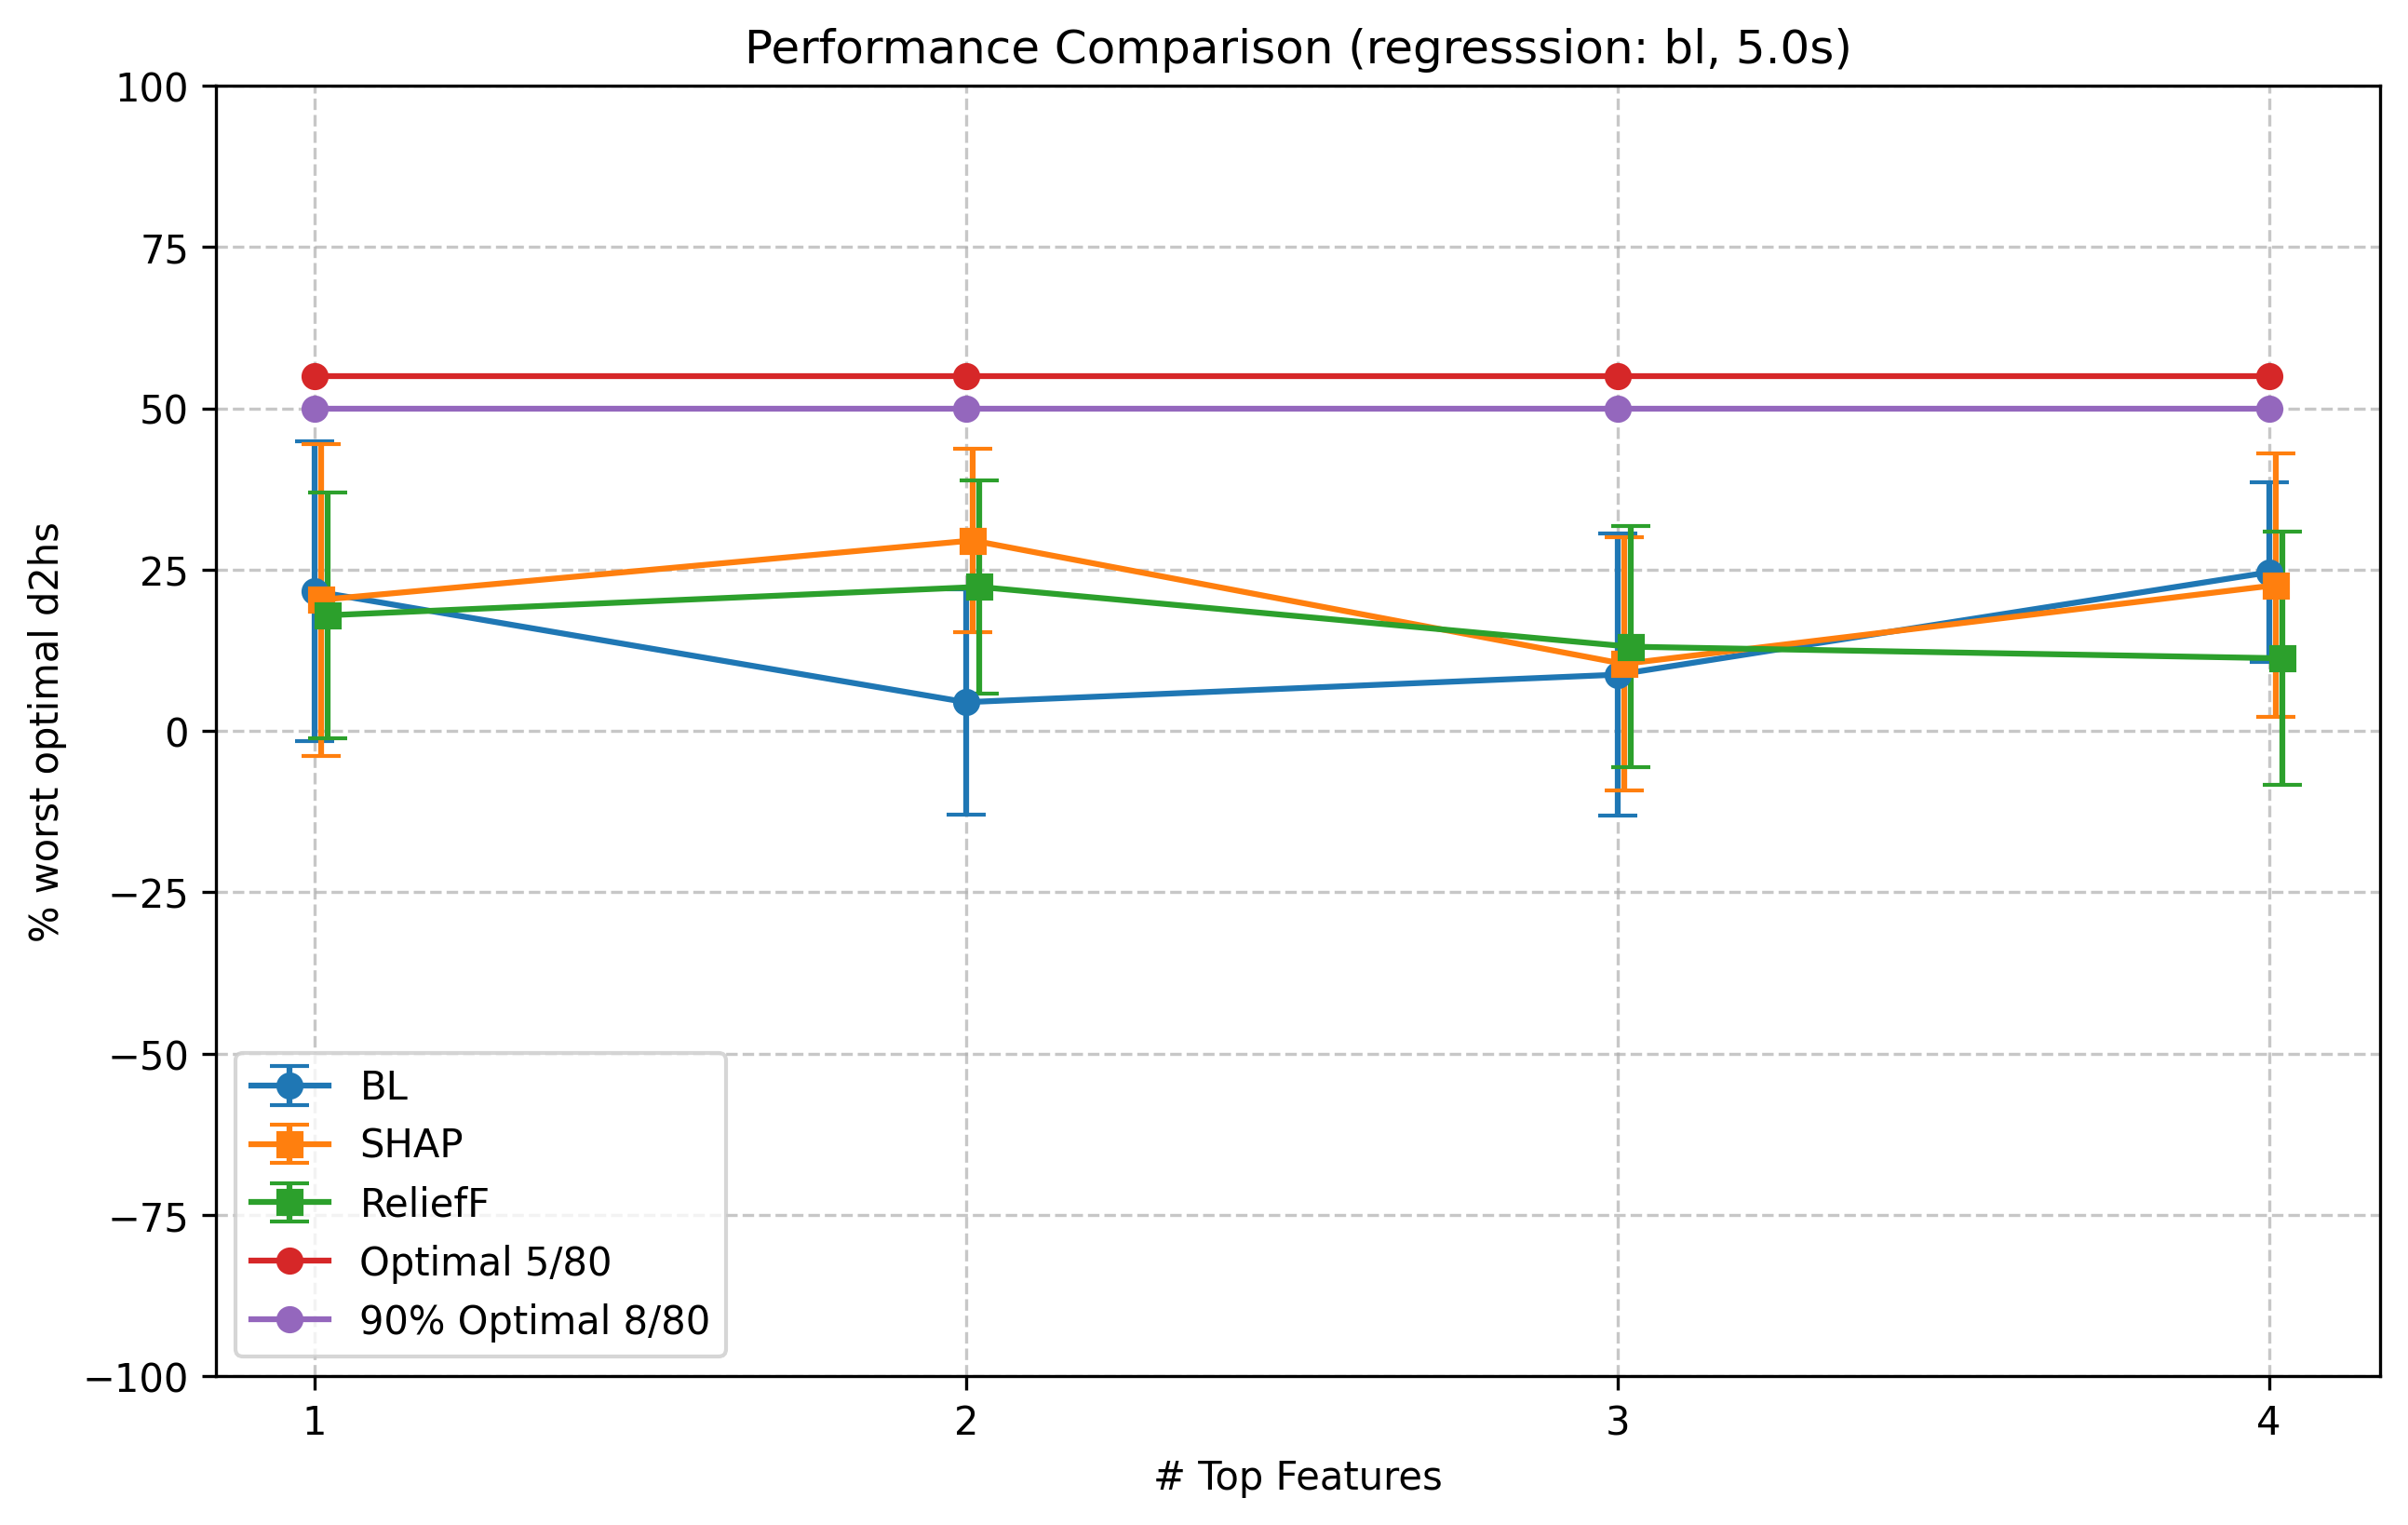 Performance Comparison (regresssion: bl, 5.0s)
% worst optimal d2hs
100
75
50
25
0
−25
−50
−75
−100
BL
SHAP
ReliefF
Optimal 5/80
90% Optimal 8/80
1
2
3
4
# Top Features